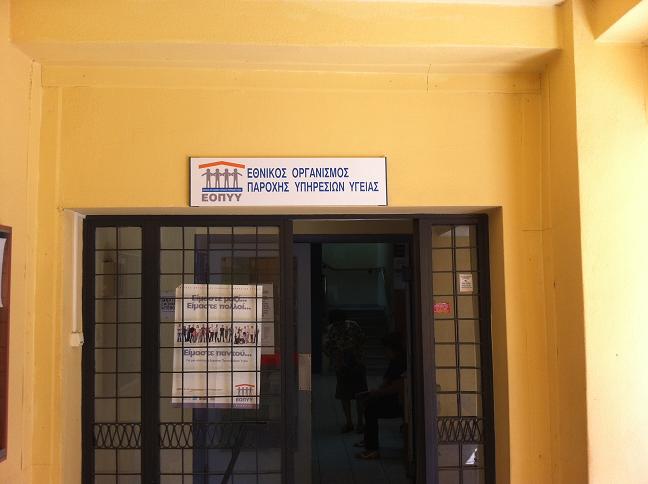 ΕΘΝΙΚΟΣ ΟΡΓΑΝΙΣΜΟΣ
ΠΑΡΟΧΗΣ ΥΠΗΡΕΣΙΩΝ ΥΓΕΙΑΣ
ΕΟΠΥΥ
Είμαστε μαζί...
Είμαστε πολλοί...
Είμαστε παντού...
ΕΟΠΥΥ